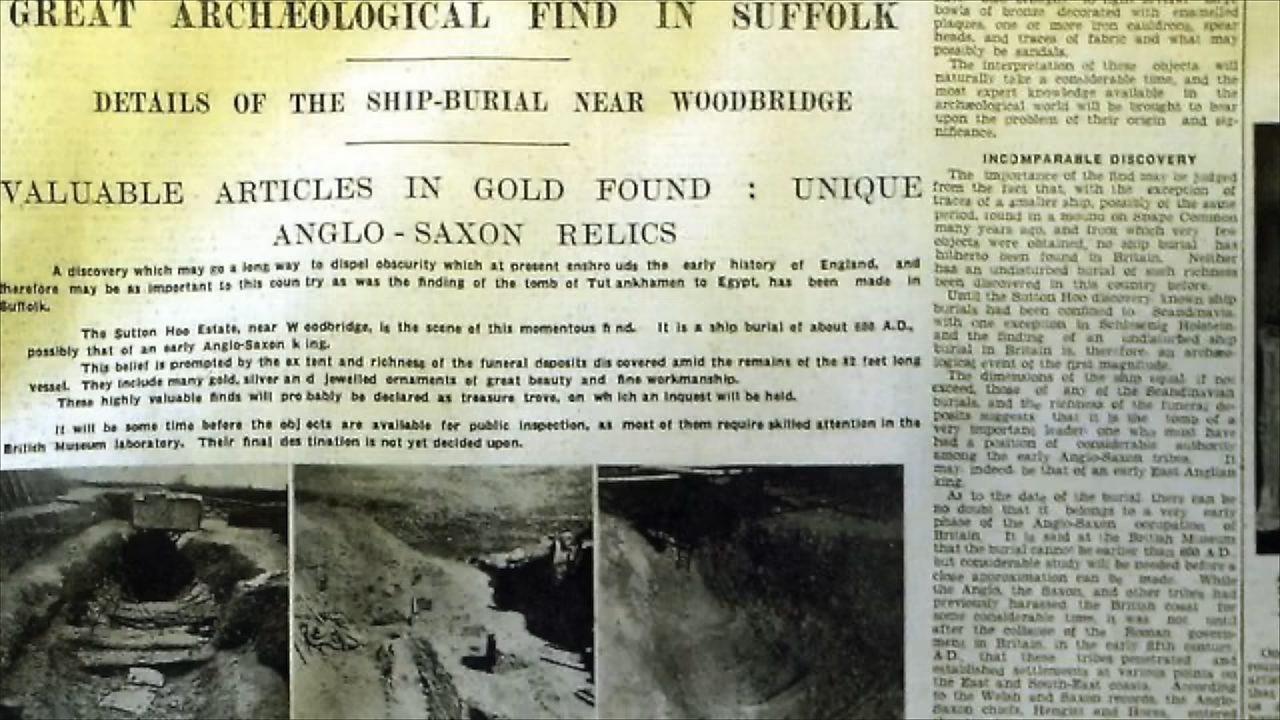 GREAT ARCHÆOLOGICAL FIND IN SUFFOLK
DETAILS OF THE SHIP-BURIAL NEAR WOODBRIDGE
VALUABLE ARTICLES IN GOLD FOUND : UNIQUE
ANGLO-SAXON RELICS
A discovery which may go a long way to dispel obscurity which at present enshro uds the early history of England, and
therefore may be as important to this coun try as was the finding of the tomb of Tut ankhamen to Egypt, has been made in
Suffolk.
The Sutton Hoo Estate, near W oodbridge, is the scene of this momentous fi nd. It is a ship burial of about 600 A.D.,
possibly that of an early Anglo-Saxon k ing.
This belief is prompted by the ex tent and richness of the funeral deposits dis covered amid the remains of the 82 feet long
vessel. They include many gold, silver an d jewelled ornaments of great beauty and fine workmanship.
These highly valuable finds will pro bably be declared as treasure trove, on wh ich an inquest will be held.
It will be some time before the obj ects are available for public inspection, as most of them require skilled attention in the
British Museum laboratory. Their final des tination is not yet decided upon.
bowls of bronze decorated with enamelled
plaques, one or more iron cauldrons, spear
heads, and traces of fabric and what may
possibly be sandals.
The interpretation of these objects will
naturally take a considerable time, and the
most expert knowledge available in the
archæological world will be brought to bear
upon the problem of their origin and sig-
nificance.
INCOMPARABLE DISCOVERY
The importance of the find may be judged
from the fact that, with the exception of
traces of a smaller ship, possibly of the same
period, found in a mound on Snape Common
many years ago, and from which very few
objects were obtained, no ship burial has
hitherto been found in Britain. Neither
has an undisturbed burial of such richness
been discovered in this country before.
Until the Sutton Hoo discovery known ship
burials had been confined to Scandinavia,
with one exception in Schleswig Holstein,
and the finding of an undisturbed ship
burial in Britain is, therefore, an archæo-
logical event of the first magnitude.
The dimensions of the ship equal if not
exceed, those of any of the Scandinavian
burials, and the richness of the funeral de-
posits suggests that it is the tomb of a
very important leader one who must have
had a position of considerable authority
among the early Anglo-Saxon tribes. It
may indeed be that of an early East Anglian
king.
As to the date of the burial there can be
no doubt that it belongs to a very early
phase of the Anglo-Saxon occupation of
Britain. It is said at the British Museum
that the burial cannot be earlier than 600 A.D.
but considerable study will be needed before a
close approximation can be made. While
the Anglo, the Saxon, and other tribes had
previously harassed the British coast for
some considerable time, it was not until
after the collapse of the Roman govern-
ment in Britain, in the early fifth century
A.D., that these tribes penetrated and
established settlements at various points on
the East and South-East coasts. According
to the Welsh and Saxon records, the Anglo-
Saxon chiefs, Hengist and Horsa, entered